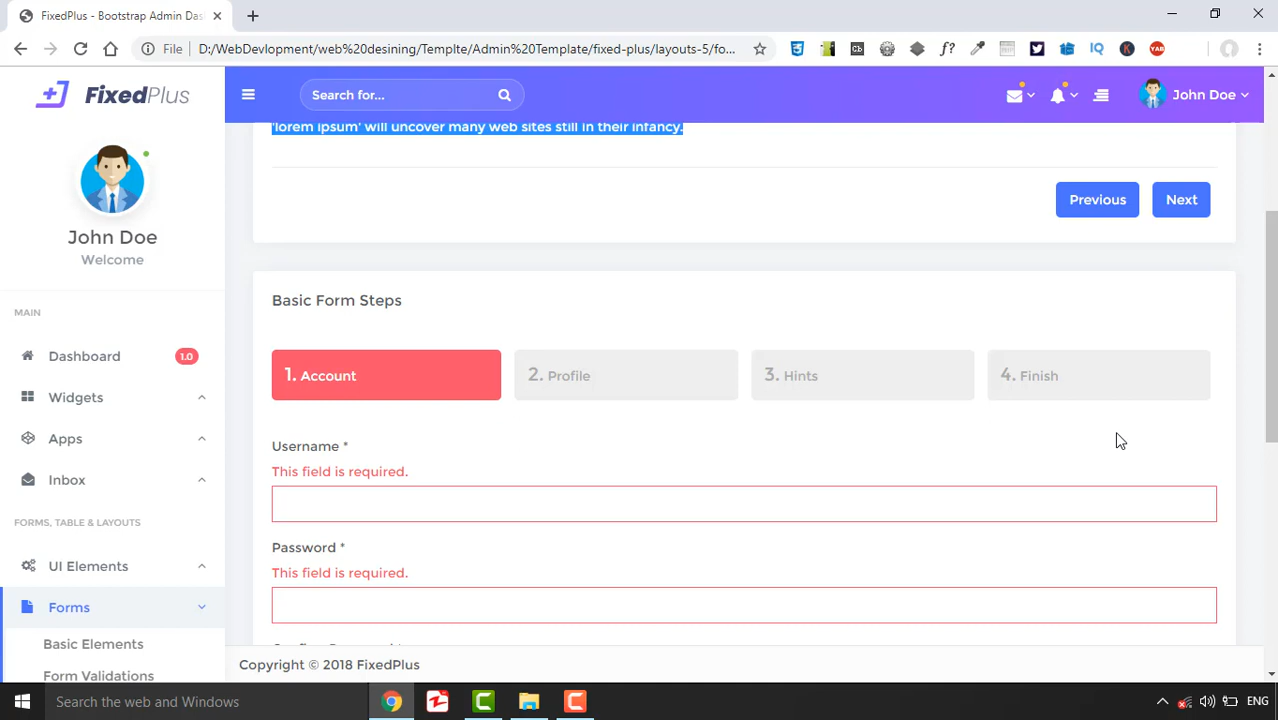 FixedPlus - Bootstrap Admin Das
File
D:/WebDevlopment/web%20desining/Templte/Admin%20Template/fixed-plus/layouts-5/fo...
FixedPlus
Search for...
John Doe
'lorem ipsum' will uncover many web sites still in their infancy.
Previous
Next
John Doe
Welcome
MAIN
Dashboard
1.0
Widgets
Apps
Inbox
FORMS, TABLE & LAYOUTS
UI Elements
Forms
Basic Elements
Form Validations
Basic Form Steps
1. Account
2. Profile
3. Hints
4. Finish
Username *
This field is required.
Password *
This field is required.
Copyright © 2018 FixedPlus
Search the web and Windows
ENG